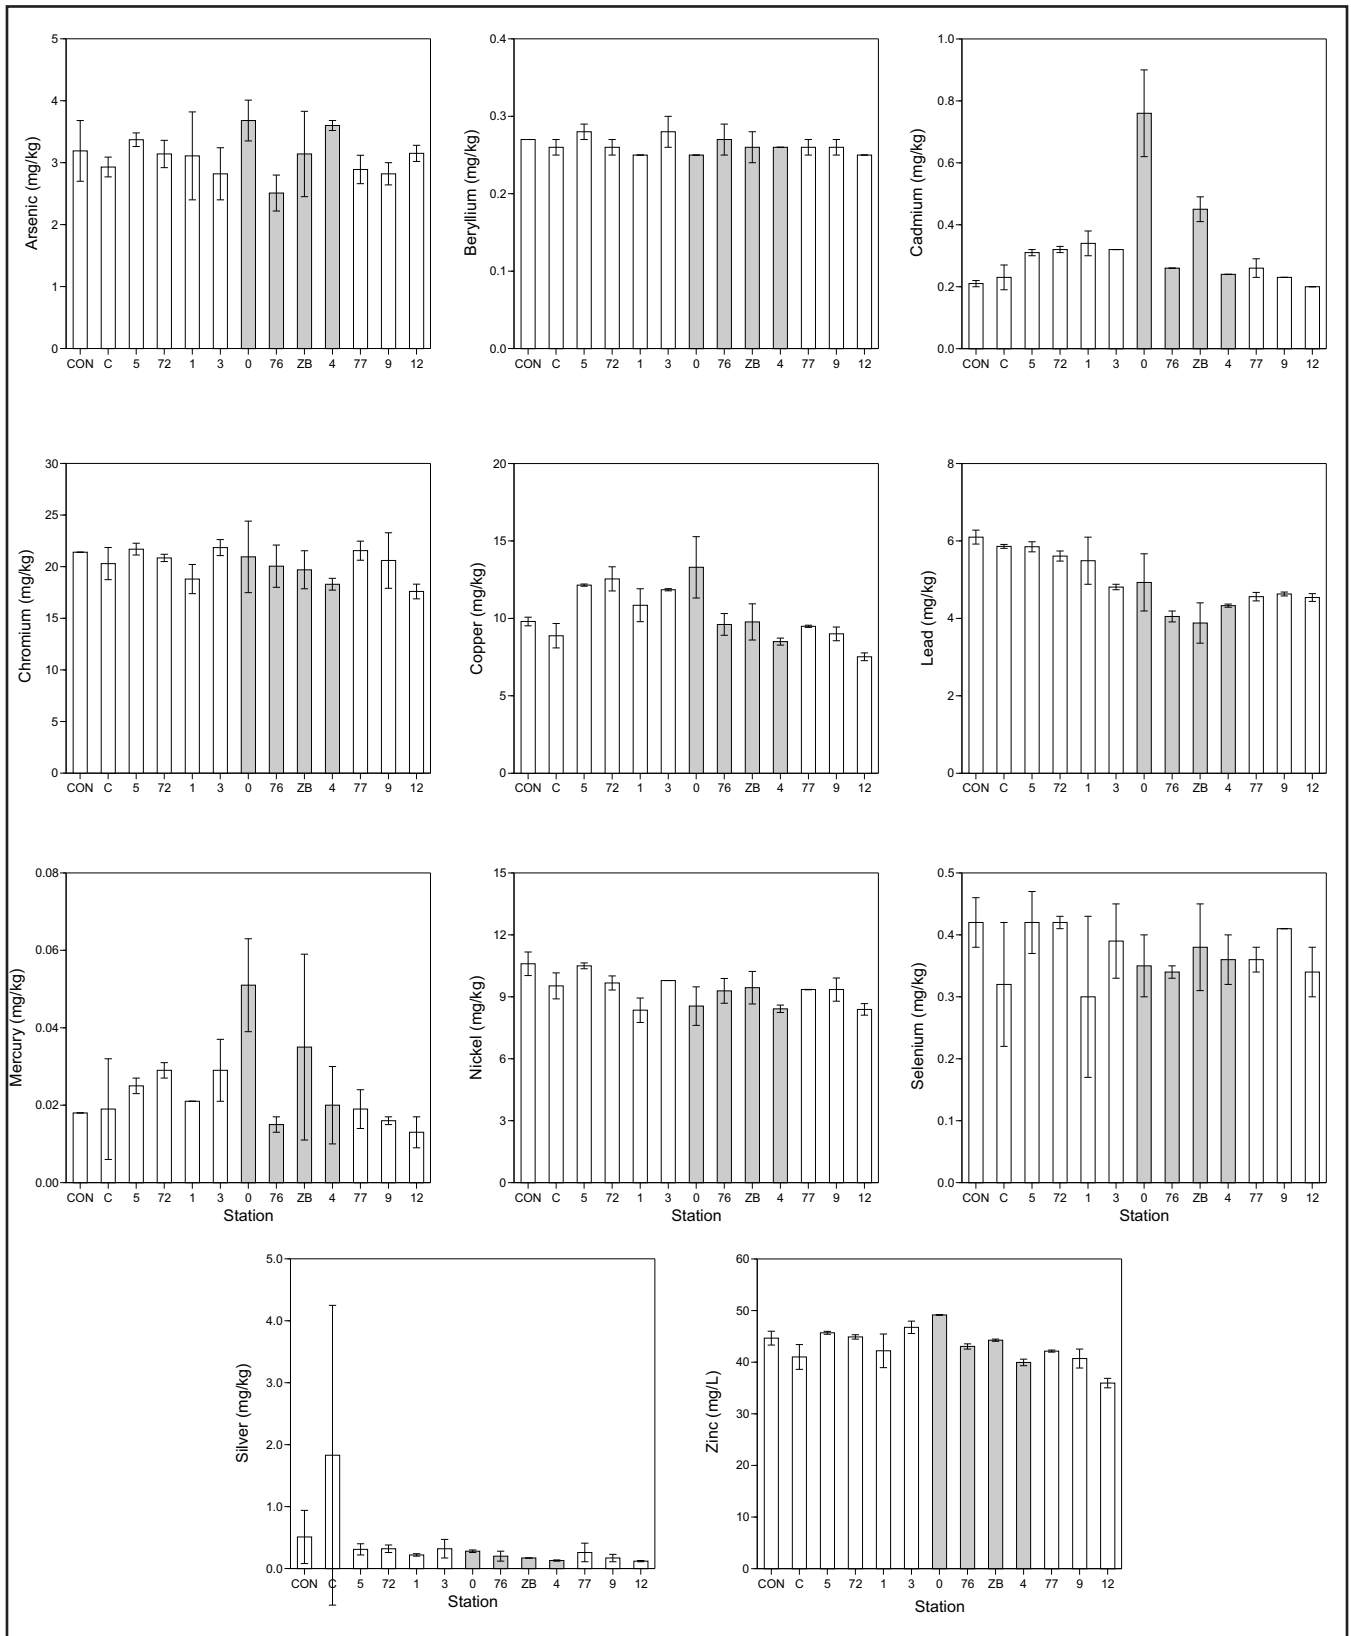 Arsenic (mg/kg)
5
4
3
2
1
0
CON C 5 72 1 3 0 76 ZB 4 77 9 12
Beryllium (mg/kg)
0.4
0.3
0.2
0.1
0.0
CON C 5 72 1 3 0 76 ZB 4 77 9 12
Cadmium (mg/kg)
1.0
0.8
0.6
0.4
0.2
0.0
CON C 5 72 1 3 0 76 ZB 4 77 9 12
Chromium (mg/kg)
30
25
20
15
10
5
0
CON C 5 72 1 3 0 76 ZB 4 77 9 12
Copper (mg/kg)
20
15
10
5
0
CON C 5 72 1 3 0 76 ZB 4 77 9 12
Lead (mg/kg)
8
6
4
2
0
CON C 5 72 1 3 0 76 ZB 4 77 9 12
Mercury (mg/kg)
0.08
0.06
0.04
0.02
0.00
CON C 5 72 1 3 0 76 ZB 4 77 9 12
Station
Nickel (mg/kg)
15
12
9
6
3
0
CON C 5 72 1 3 0 76 ZB 4 77 9 12
Station
Selenium (mg/kg)
0.5
0.4
0.3
0.2
0.1
0.0
CON C 5 72 1 3 0 76 ZB 4 77 9 12
Station
Silver (mg/kg)
5.0
4.0
3.0
2.0
1.0
0.0
CON C 5 72 1 3 0 76 ZB 4 77 9 12
Station
Zinc (mg/L)
60
50
40
30
20
10
0
CON C 5 72 1 3 0 76 ZB 4 77 9 12
Station